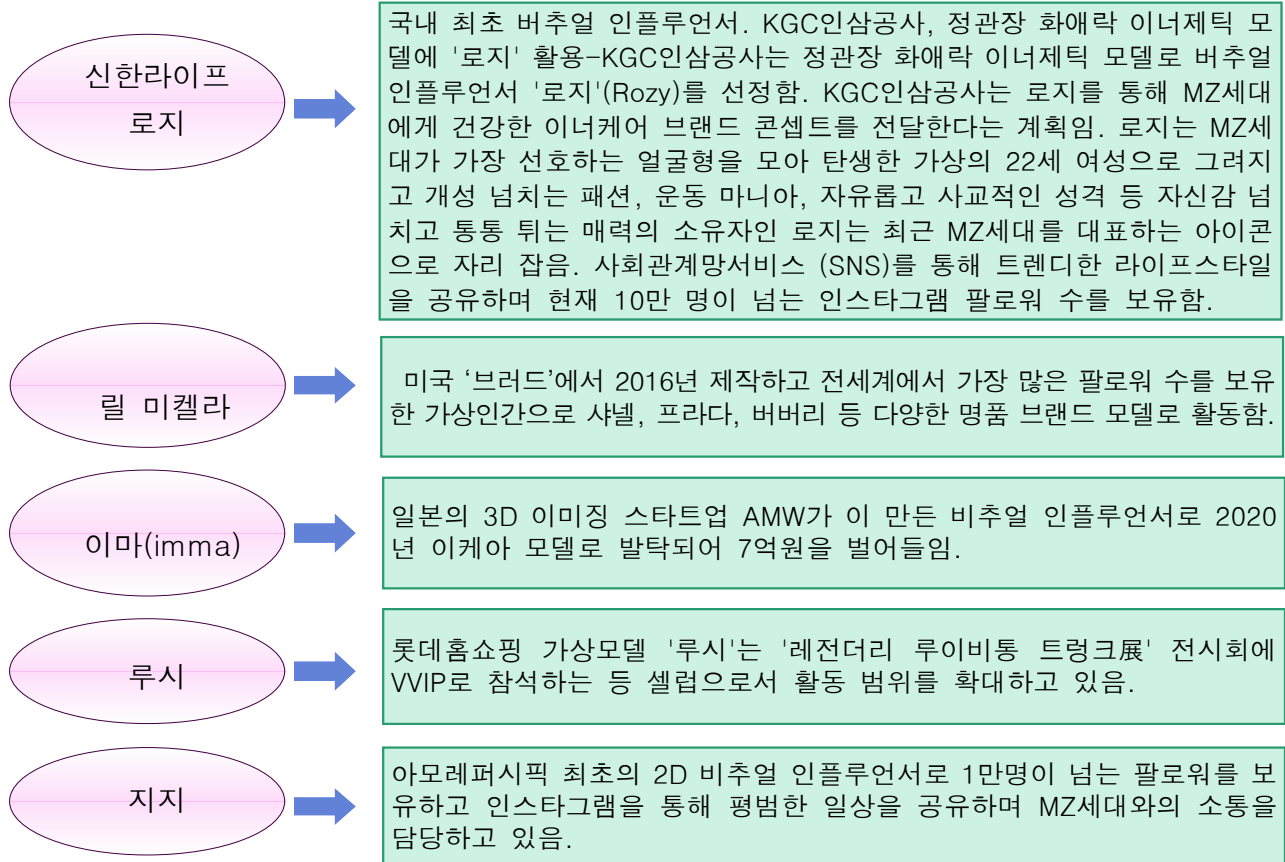 신한라이프
로지
국내 최초 버추얼 인플루언서. KGC인삼공사, 정관장 화애락 이너제틱 모
델에 '로지' 활용-KGC인삼공사는 정관장 화애락 이너제틱 모델로 버추얼
인플루언서 '로지'(Rozy)를 선정함. KGC인삼공사는 로지를 통해 MZ세대
에게 건강한 이너케어 브랜드 콘셉트를 전달한다는 계획임. 로지는 MZ세
대가 가장 선호하는 얼굴형을 모아 탄생한 가상의 22세 여성으로 그려지
고 개성 넘치는 패션, 운동 마니아, 자유롭고 사교적인 성격 등 자신감 넘
치고 통통 튀는 매력의 소유자인 로지는 최근 MZ세대를 대표하는 아이콘
으로 자리 잡음. 사회관계망서비스 (SNS)를 통해 트렌디한 라이프스타일
을 공유하며 현재 10만 명이 넘는 인스타그램 팔로워 수를 보유함.
릴 미켈라
미국 ‘브러드’에서 2016년 제작하고 전세계에서 가장 많은 팔로워 수를 보유
한 가상인간으로 샤넬, 프라다, 버버리 등 다양한 명품 브랜드 모델로 활동함.
이마(imma)
일본의 3D 이미징 스타트업 AMW가 이 만든 비추얼 인플루언서로 2020
년 이케아 모델로 발탁되어 7억원을 벌어들임.
루시
롯데홈쇼핑 가상모델 '루시'는 '레전더리 루이비통 트렁크展' 전시회에
VVIP로 참석하는 등 셀럽으로서 활동 범위를 확대하고 있음.
지지
아모레퍼시픽 최초의 2D 비추얼 인플루언서로 1만명이 넘는 팔로워를 보
유하고 인스타그램을 통해 평범한 일상을 공유하며 MZ세대와의 소통을
담당하고 있음.